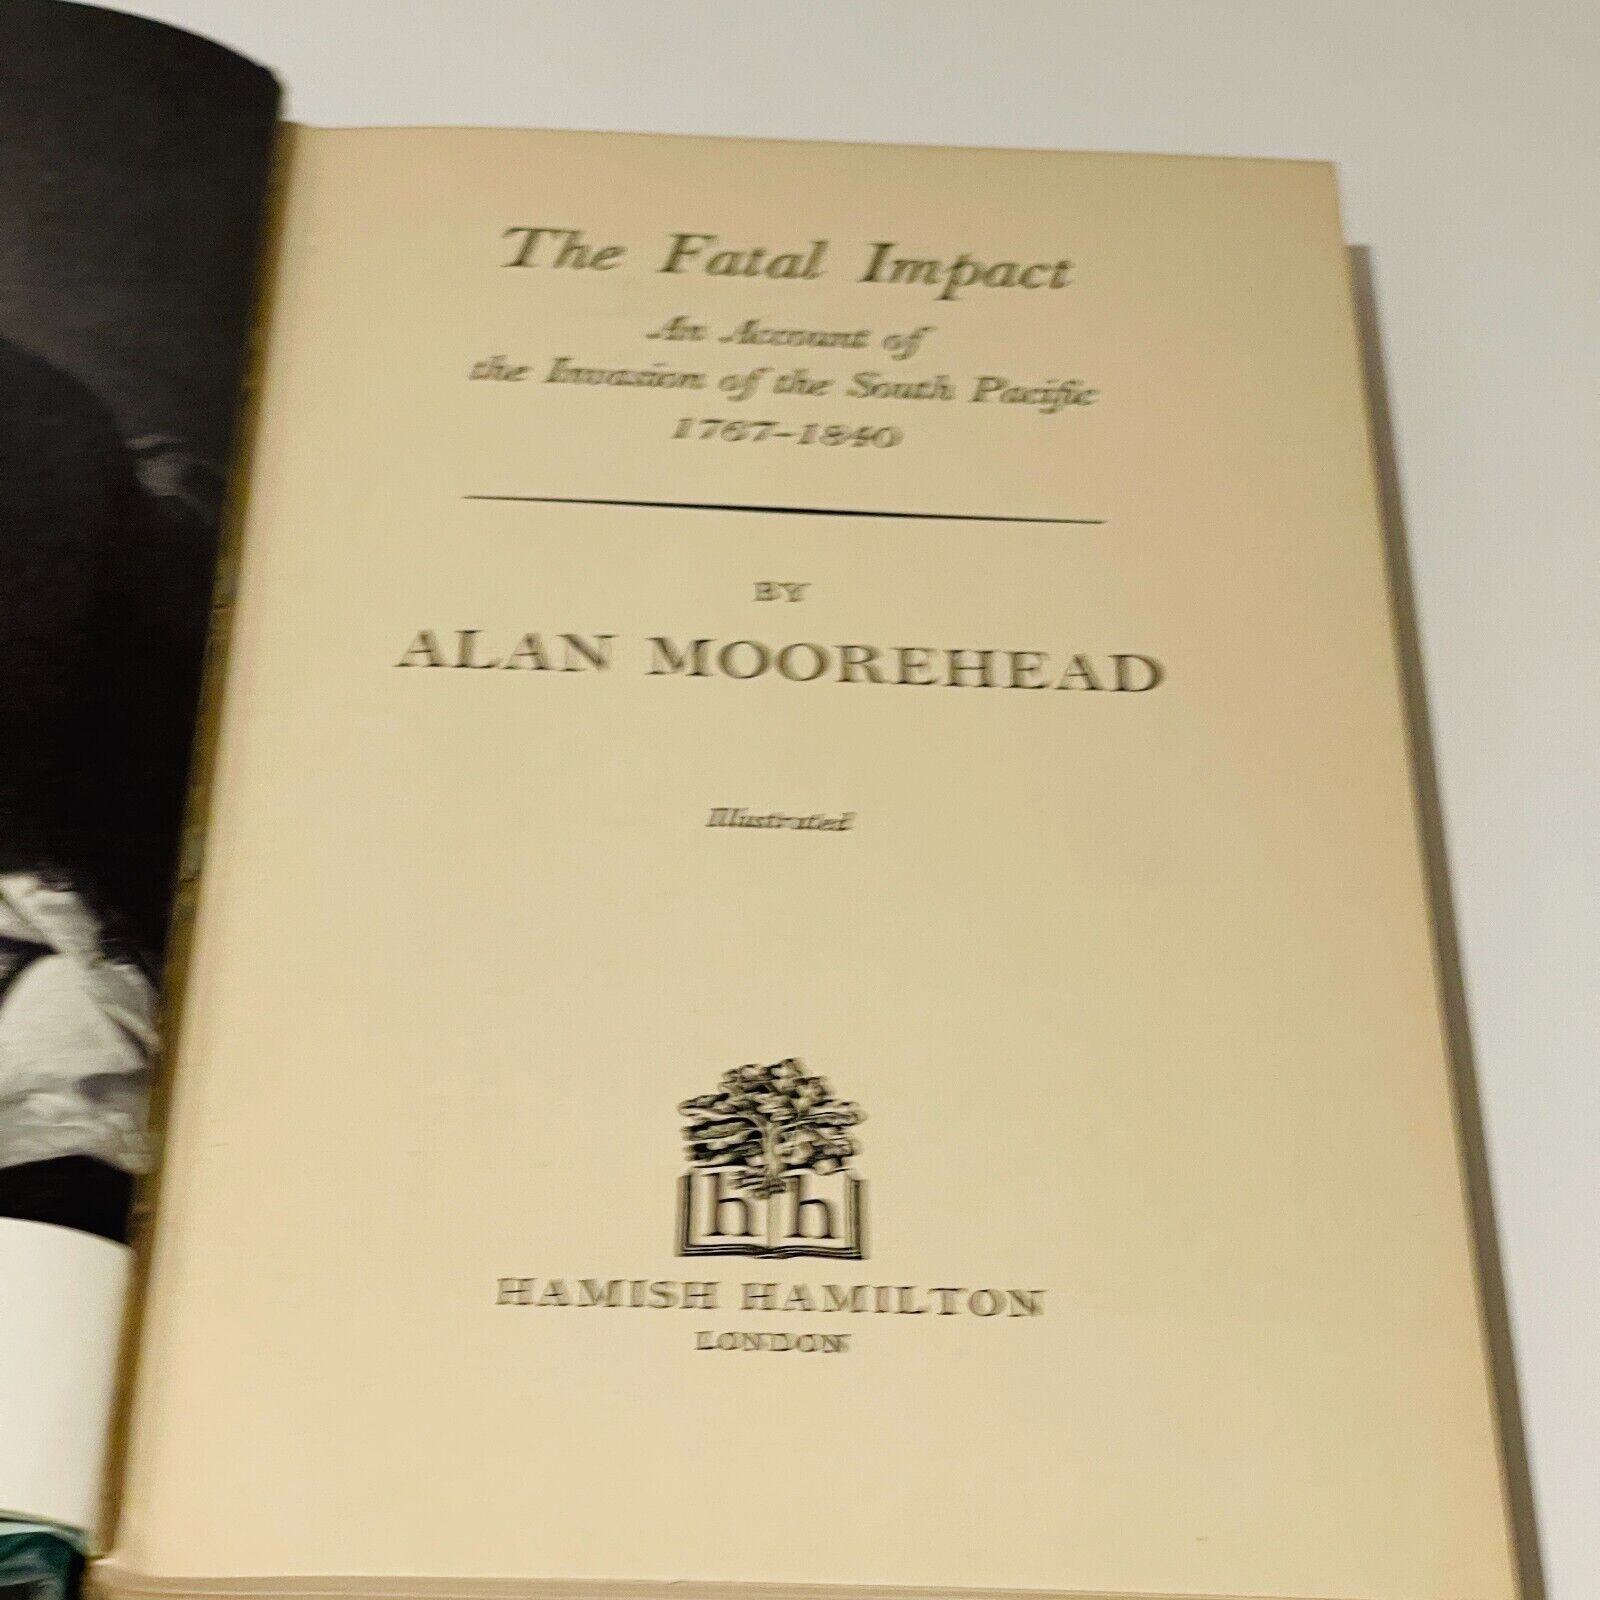 The Fatal Impact
An Account of
the Invasion of the South Pacific
1767-1840
BY
ALAN MOOREHEAD
Illustrated
h h
HAMISH HAMILTON
LONDON